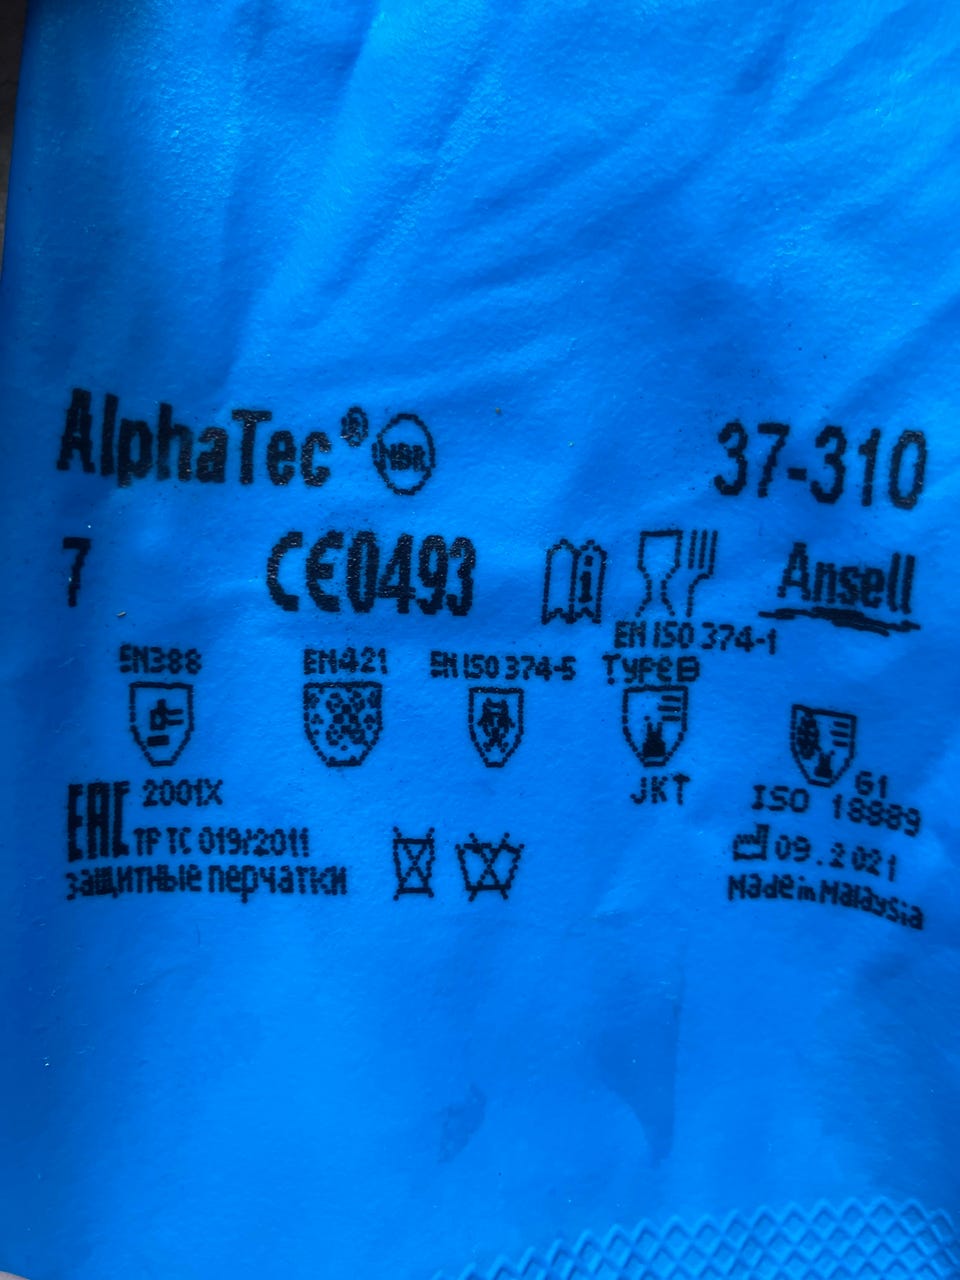 AlphaTec® NBR 37-310
7 CE0493 i Ansell
EN388 EN421 EN ISO 374-5 EN ISO 374-1
TYPE B
2001X JKT G1
ISO 18889
EAC TP TC 019/2011 09.2021
защитные перчатки Made in Malaysia